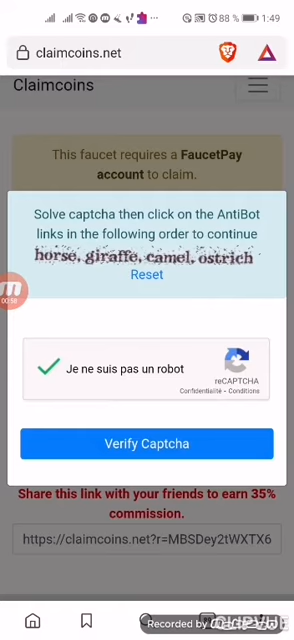 88 % 1:49
claimcoins.net
Claimcoins
This faucet requires a FaucetPay
account to claim.
Solve captcha then click on the AntiBot
links in the following order to continue
horse, giraffe, camel, ostrich
Reset
00:58
Je ne suis pas un robot
reCAPTCHA
Confidentialité - Conditions
Verify Captcha
Share this link with your friends to earn 35%
commission.
https://claimcoins.net?r=MBSDey2tWXTX6
Recorded by